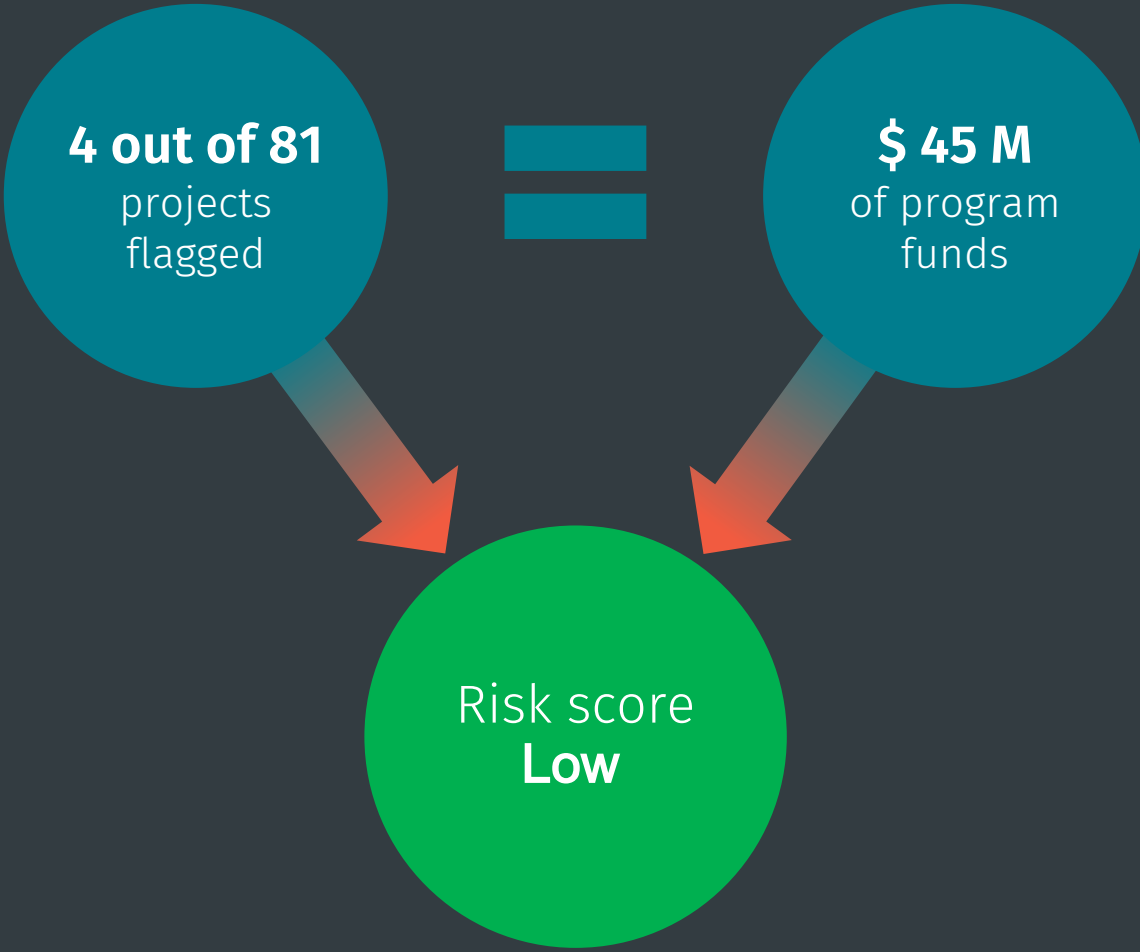 4 out of 81
projects
flagged
$ 45 M
of program
funds
Risk score
Low